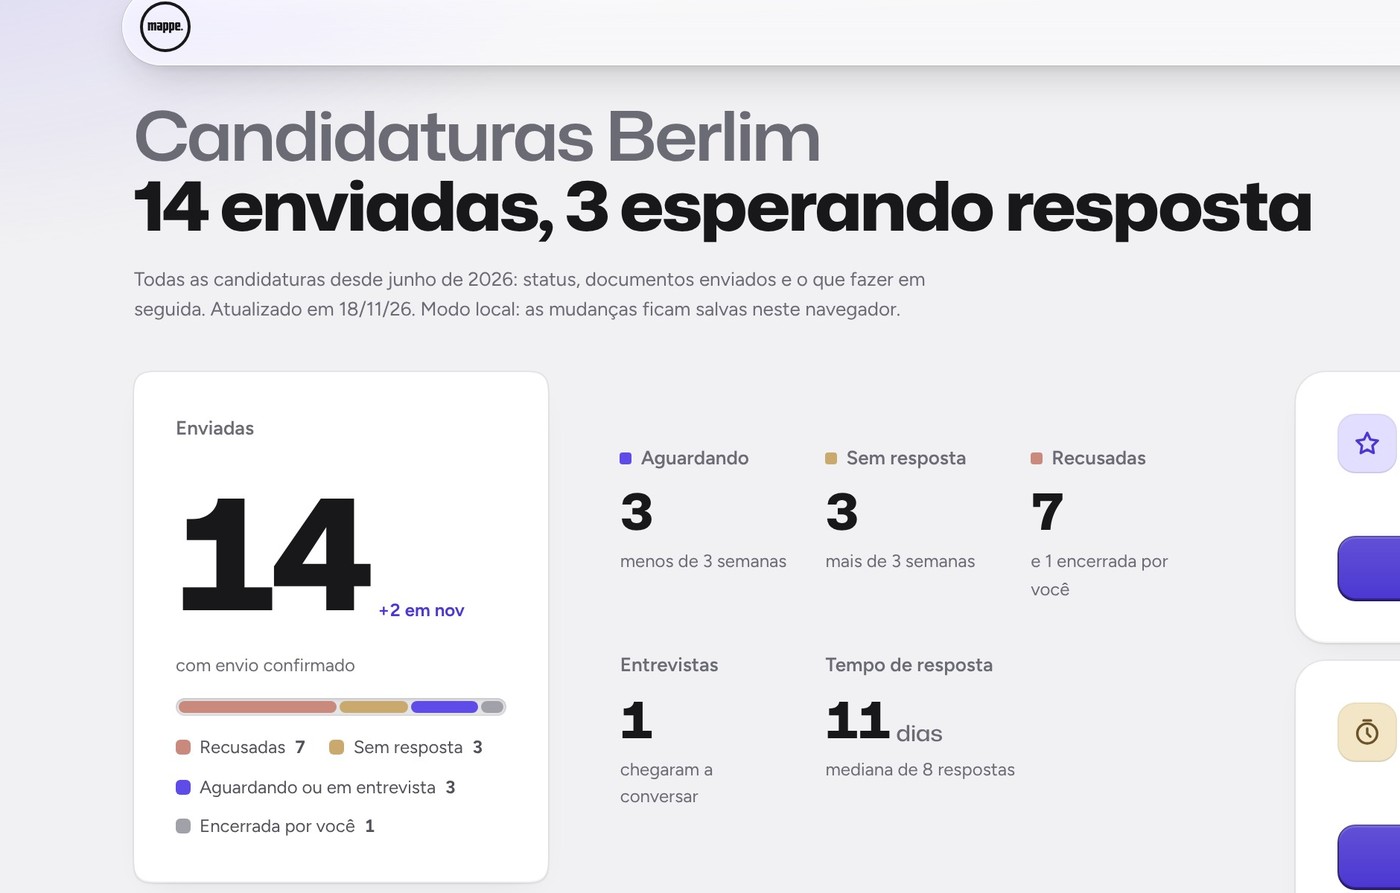 mappe.
Candidaturas Berlim
14 enviadas, 3 esperando resposta
Todas as candidaturas desde junho de 2026: status, documentos enviados e o que fazer em
seguida. Atualizado em 18/11/26. Modo local: as mudanças ficam salvas neste navegador.
Enviadas
14
+2 em nov
com envio confirmado
Recusadas 7
Sem resposta 3
Aguardando ou em entrevista 3
Encerrada por você 1
Aguardando
3
menos de 3 semanas
Sem resposta
3
mais de 3 semanas
Recusadas
7
e 1 encerrada por
você
Entrevistas
1
chegaram a
conversar
Tempo de resposta
11 dias
mediana de 8 respostas